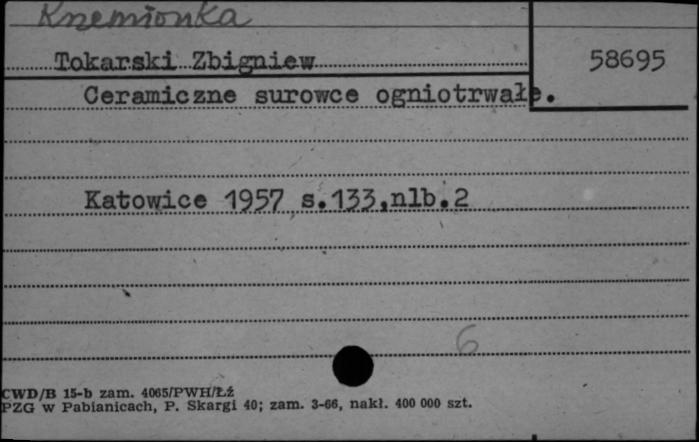 Krzemionka
Tokarski Zbigniew
58695
Ceramiczne surowce ogniotrwałe.
Katowice 1957 s.133,nlb.2
6
CWD/B 15-b zam. 4065/PWH/Łź
PZG w Pabianicach, P. Skargi 40; zam. 3-66, nakł. 400 000 szt.